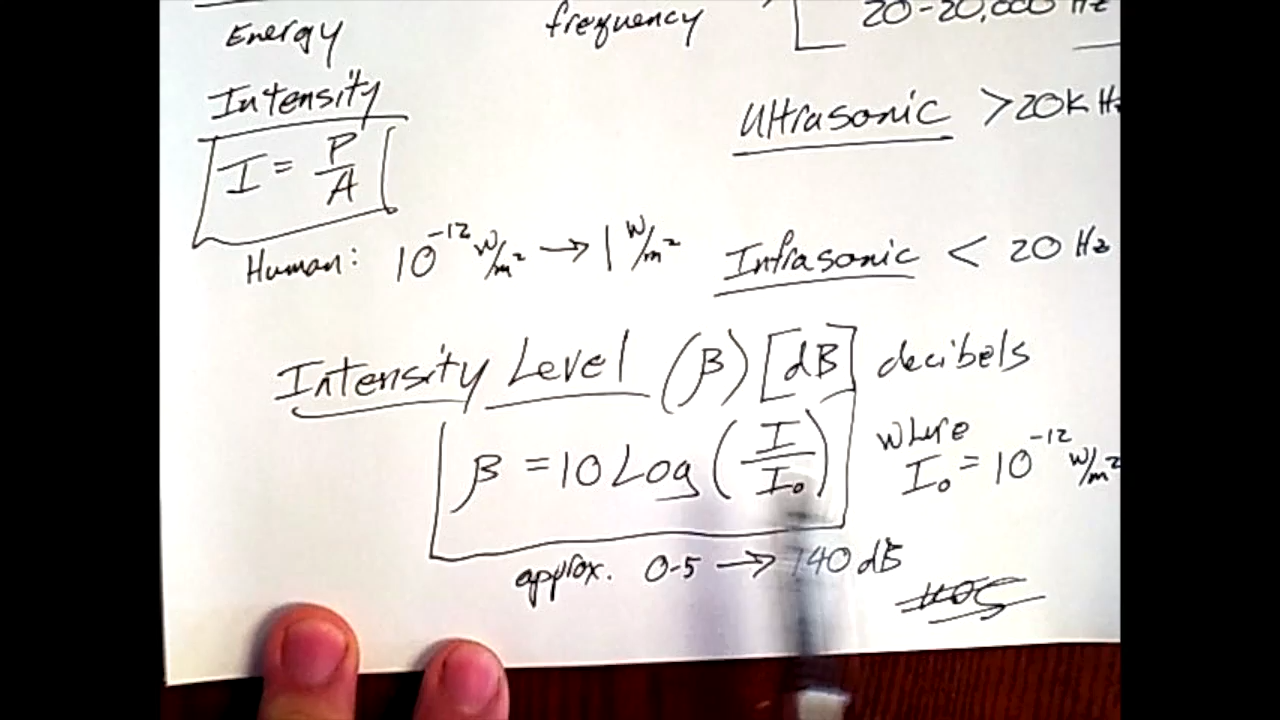 Energy
frequency
20-20,000 Hz
Intensity
I = P/A
Ultrasonic > 20K Hz
Human: 10⁻¹² W/m² → 1 W/m²
Infrasonic < 20 Hz
Intensity Level (β) [dB] decibels
β = 10 Log (I/I₀)
where
I₀ = 10⁻¹² W/m²
approx. 0-5 → 140 dB